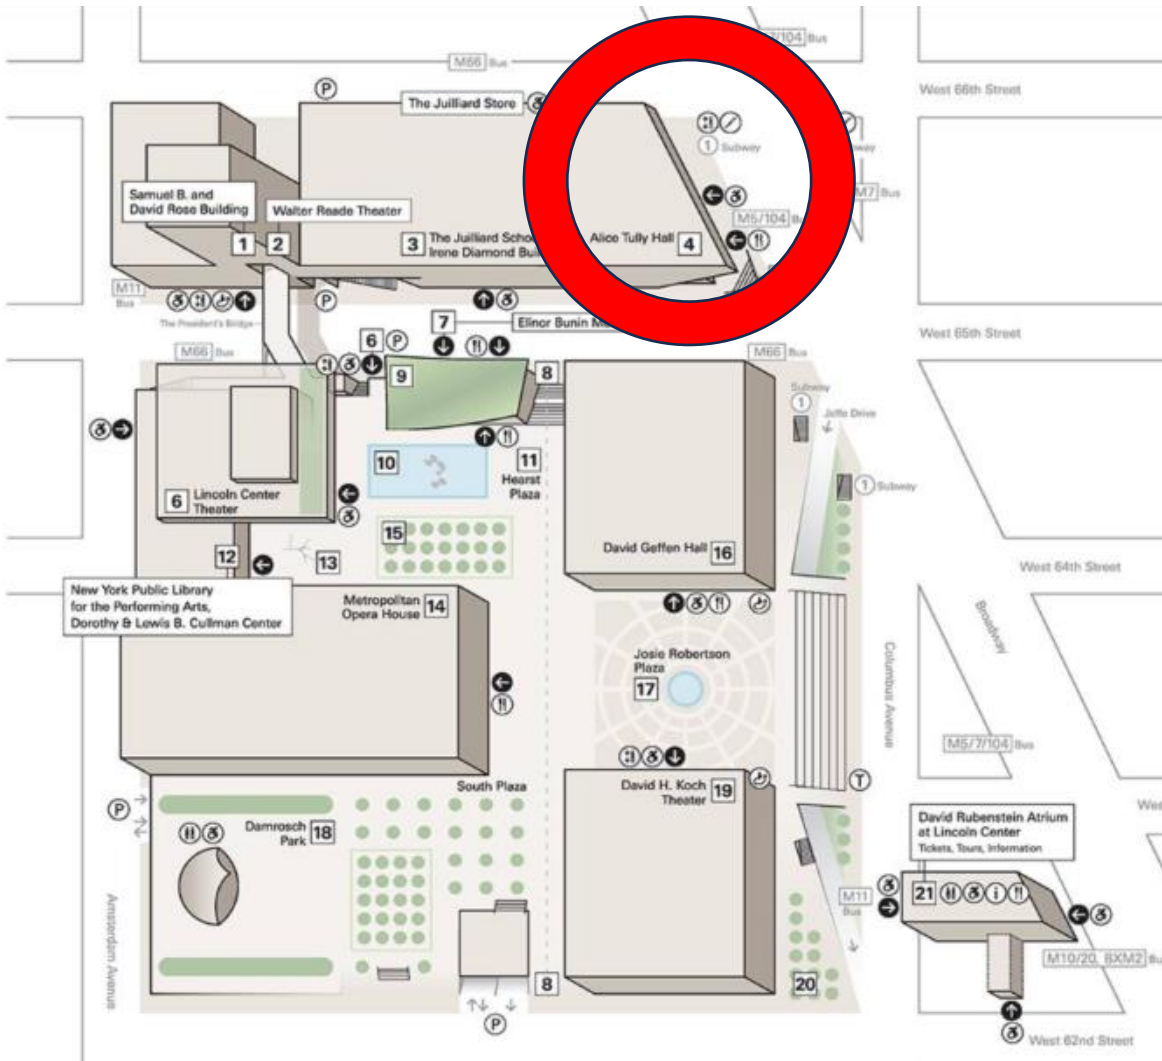 7/104 Bus
M66 Bus
West 66th Street
P
The Juilliard Store
1 Subway
M7 Bus
Samuel B. and
David Rose Building
Walter Reade Theater
M5/104
1
2
3
The Juilliard
Irene Diamond
Alice Tully Hall
4
M11
Bus
P
The President's Bridge
7
Elinor Bunin
West 65th Street
M66 Bus
6
P
M66 Bus
9
8
Subway
1
Jaffe Drive
10
11
Hearst
Plaza
6
Lincoln Center
Theater
1 Subway
15
12
13
David Geffen Hall
16
West 64th Street
New York Public Library
for the Performing Arts,
Dorothy & Lewis B. Cullman Center
Metropolitan
Opera House
14
Broadway
Josie Robertson
Plaza
17
Columbus Avenue
M5/7/104 Bus
South Plaza
David H. Koch
Theater
19
T
P
Damrosch
Park
18
David Rubenstein Atrium
at Lincoln Center
Tickets, Tours, Information
21
i
M11
Bus
Amsterdam Avenue
M10/20, BXM2
8
20
P
West 62nd Street